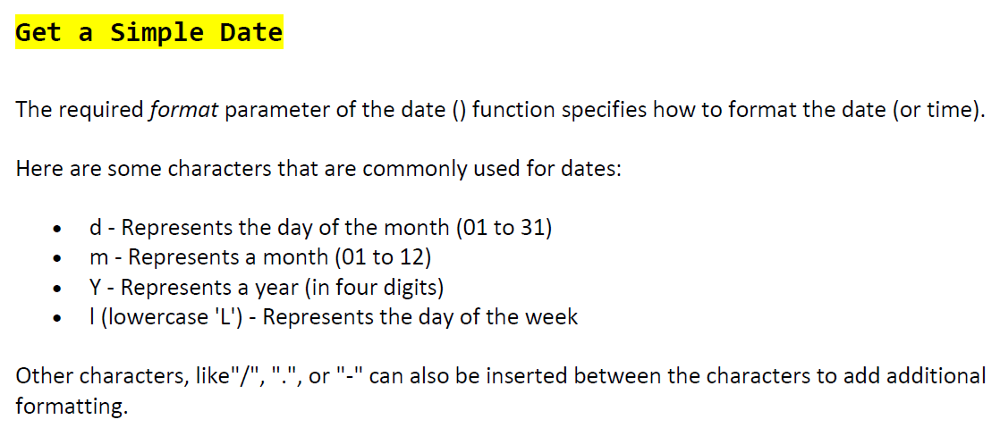 Get a Simple Date
The required format parameter of the date () function specifies how to format the date (or time).
Here are some characters that are commonly used for dates:
• d - Represents the day of the month (01 to 31)
• m - Represents a month (01 to 12)
• Y - Represents a year (in four digits)
• l (lowercase 'L') - Represents the day of the week
Other characters, like"/", ".", or "-" can also be inserted between the characters to add additional
formatting.